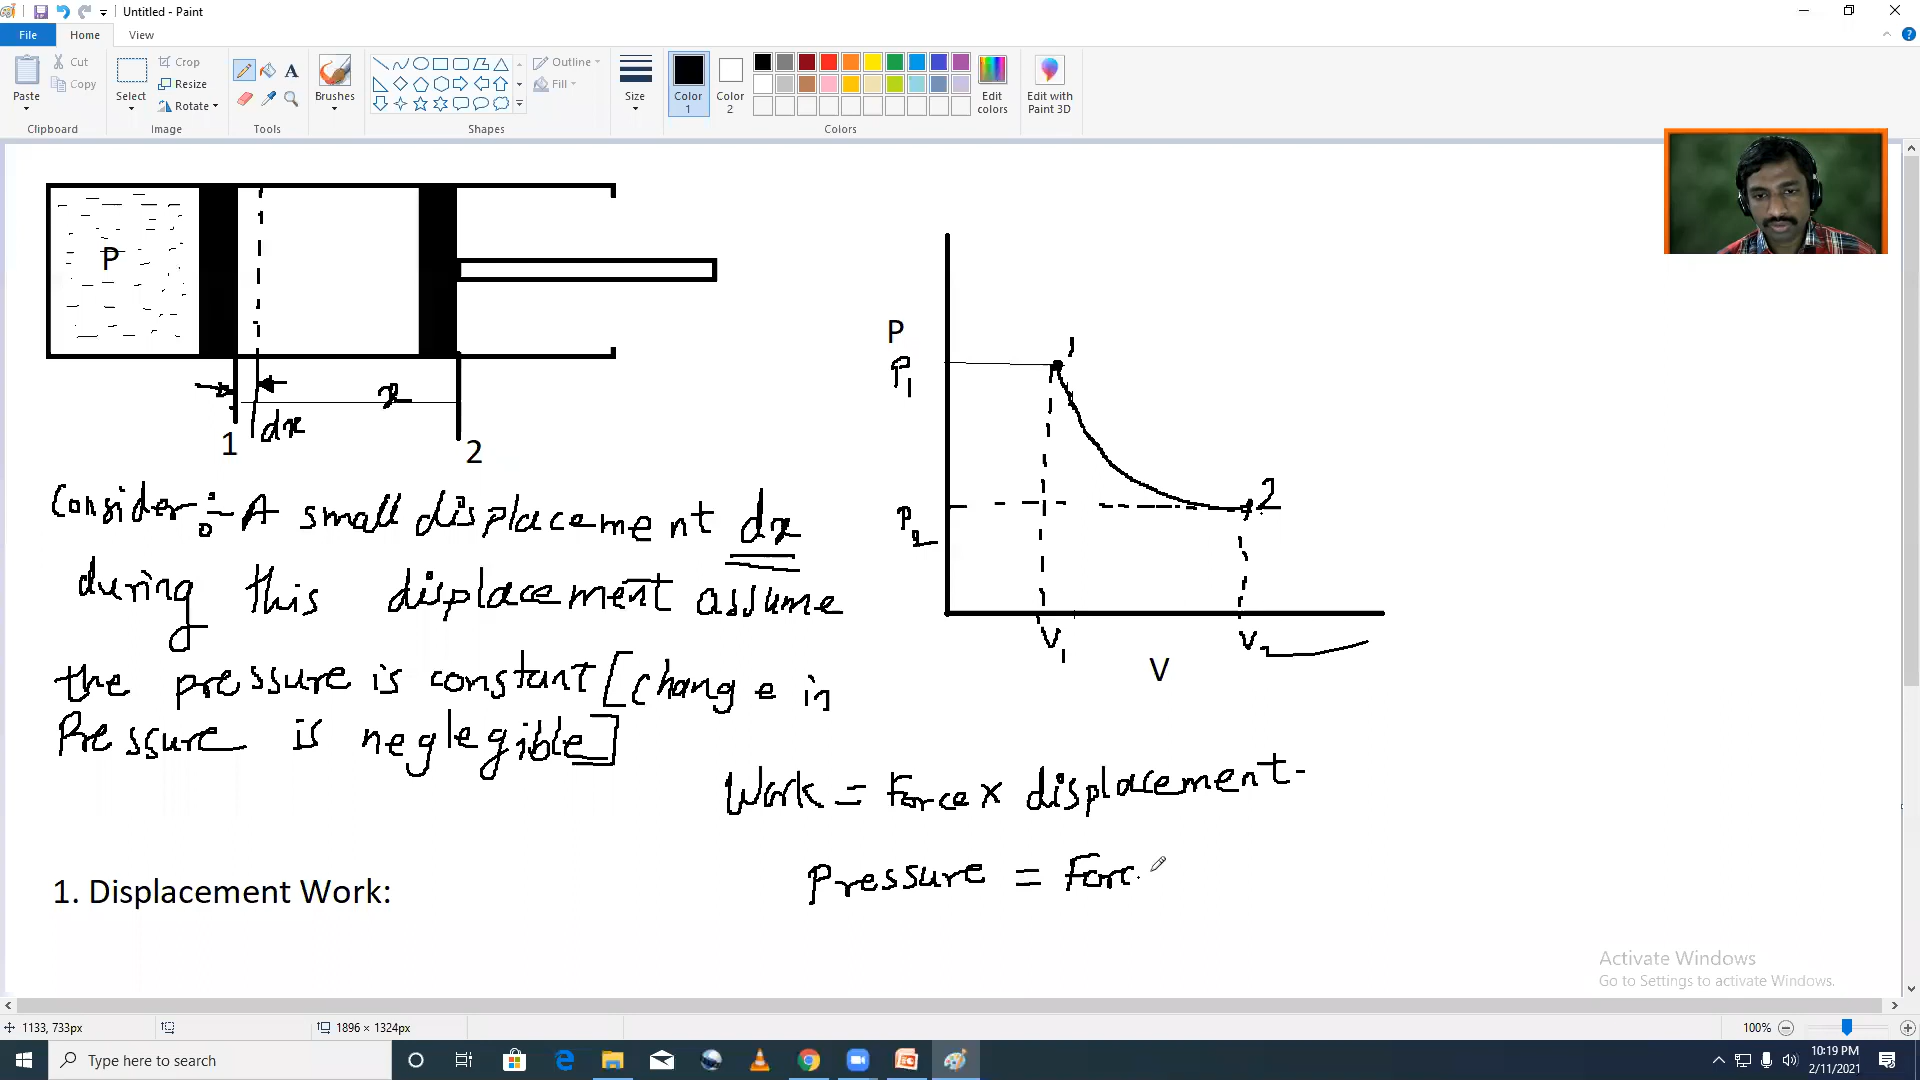 Untitled - Paint
File Home View
Paste
Cut
Copy
Clipboard
Select
Crop
Resize
Rotate
Image
Tools
Brushes
Shapes
Outline
Fill
Size
Color 1
Color 2
Colors
Edit colors
Edit with Paint 3D
P
1
dx
x
2
P
P1
1
P2
2
V1
V2
V
Consider :- A small displacement dx
during this displacement assume
the pressure is constant [change in
Pressure is neglegible]
Work = Force x displacement
Pressure = Forc
1. Displacement Work:
Activate Windows
Go to Settings to activate Windows.
1133, 733px
1896 × 1324px
100%
Type here to search
10:19 PM
2/11/2021